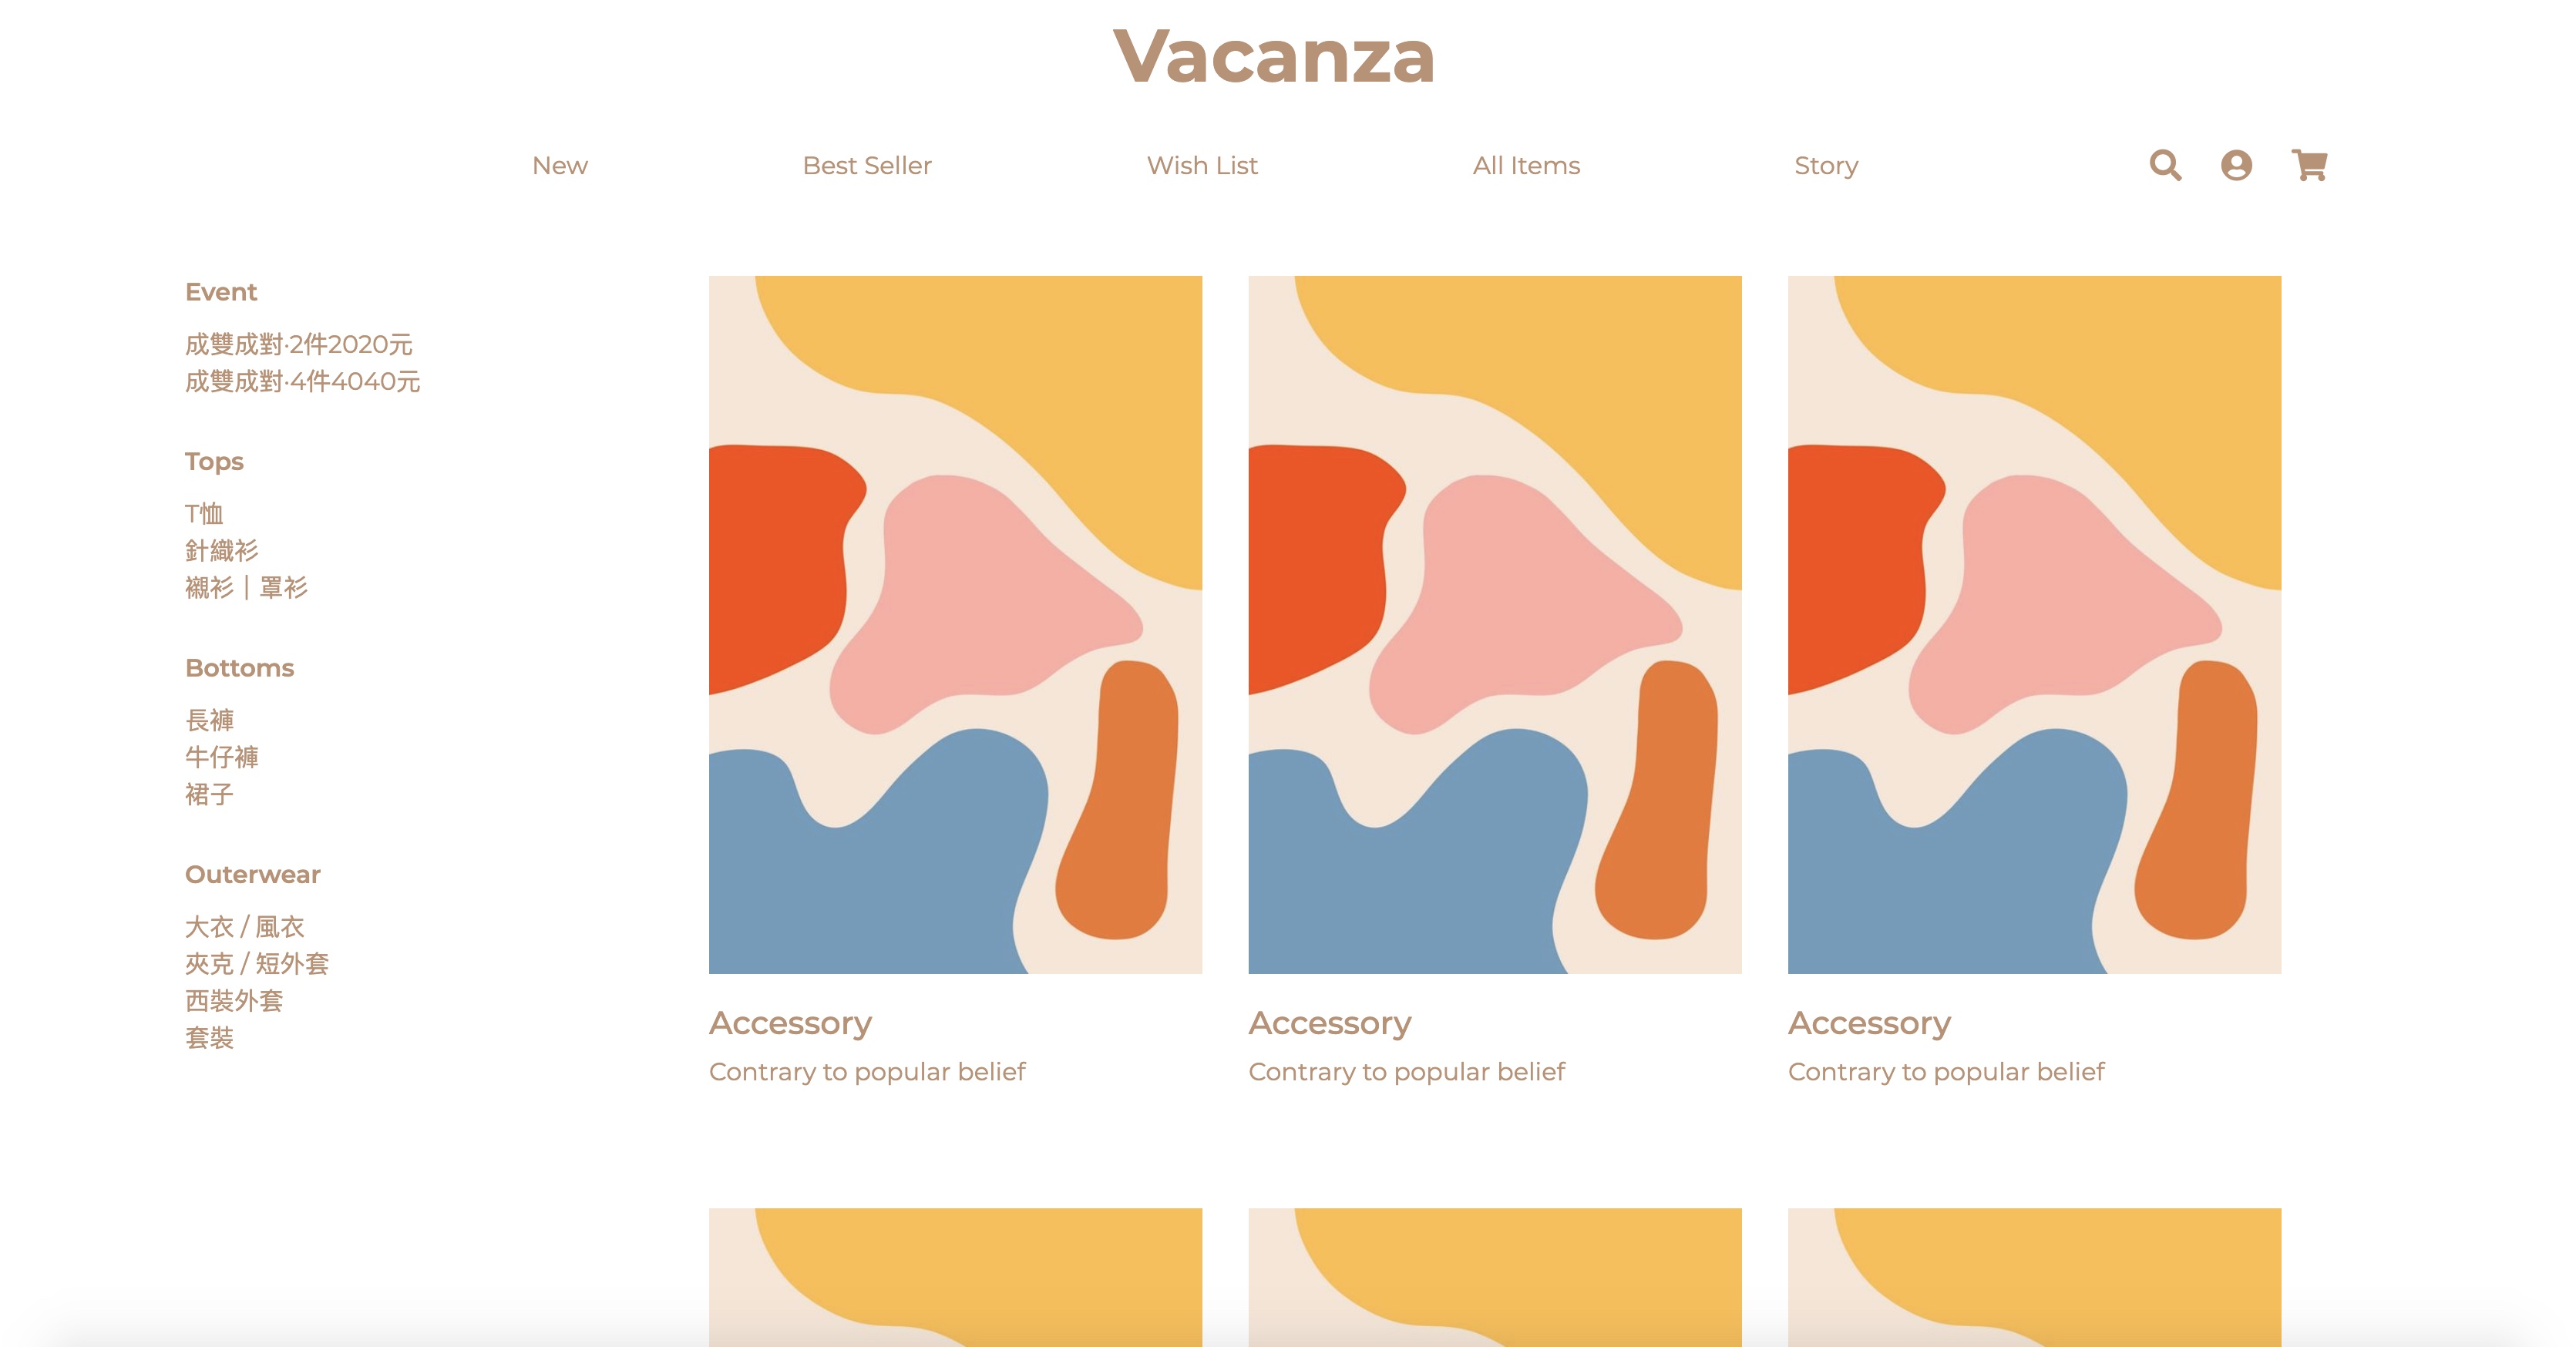 Vacanza
New
Best Seller
Wish List
All Items
Story
Event
成雙成對·2件2020元
成雙成對·4件4040元
Tops
T恤
針織衫
襯衫｜罩衫
Bottoms
長褲
牛仔褲
裙子
Outerwear
大衣 / 風衣
夾克 / 短外套
西裝外套
套裝
Accessory
Contrary to popular belief
Accessory
Contrary to popular belief
Accessory
Contrary to popular belief